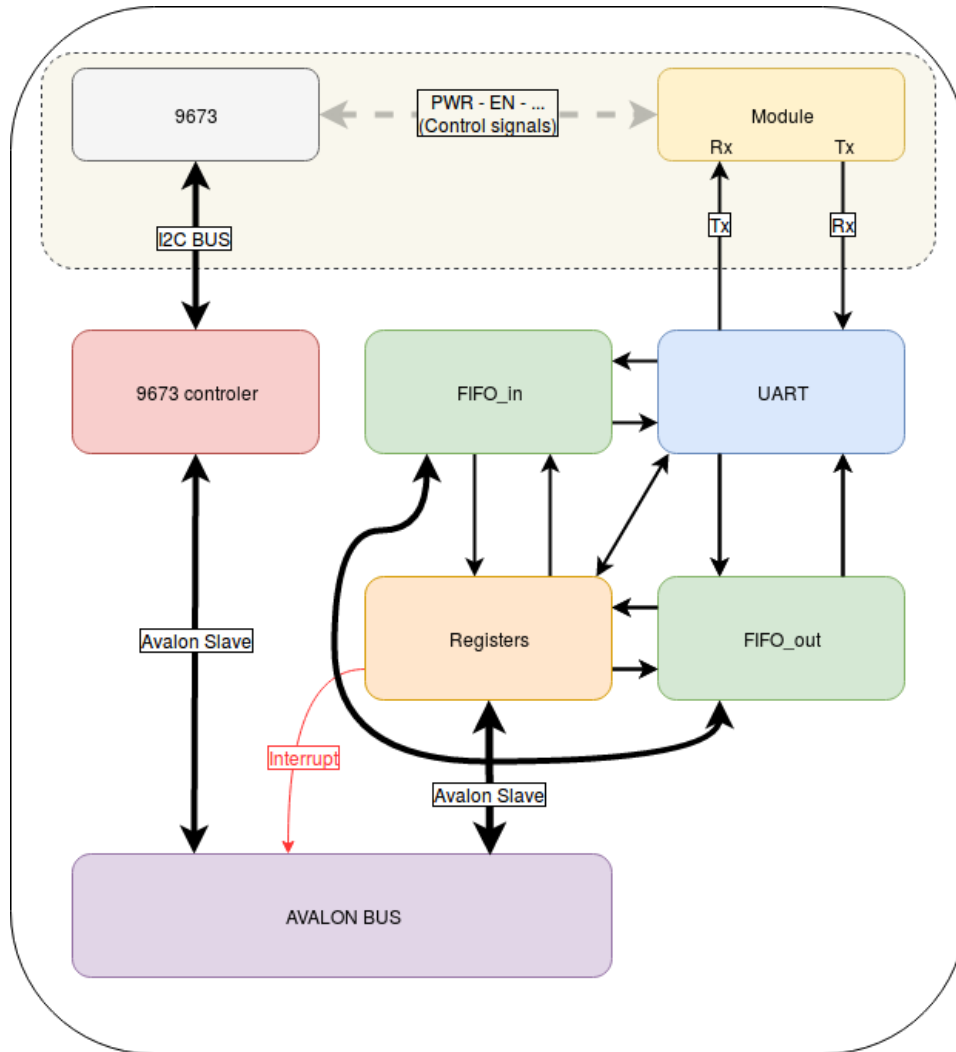 9673
PWR - EN - ...
(Control signals)
Module
Rx
Tx
I2C BUS
Tx
Rx
9673 controler
FIFO_in
UART
Avalon Slave
Registers
FIFO_out
Interrupt
Avalon Slave
AVALON BUS